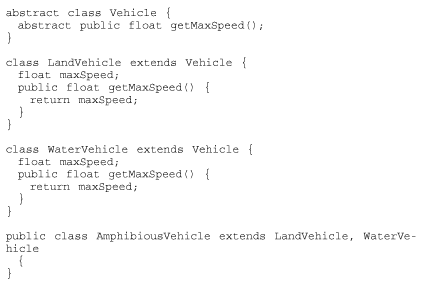 abstract class Vehicle {
  abstract public float getMaxSpeed();
}

class LandVehicle extends Vehicle {
  float maxSpeed;
  public float getMaxSpeed() {
    return maxSpeed;
  }
}

class WaterVehicle extends Vehicle {
  float maxSpeed;
  public float getMaxSpeed() {
    return maxSpeed;
  }
}

public class AmphibiousVehicle extends LandVehicle, WaterVe-
hicle
  {
}